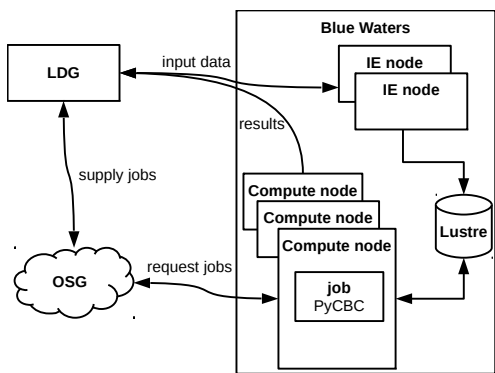 Blue Waters
LDG
input data
IE node
IE node
results
supply jobs
Compute node
Compute node
Compute node
Lustre
OSG
request jobs
job
PyCBC